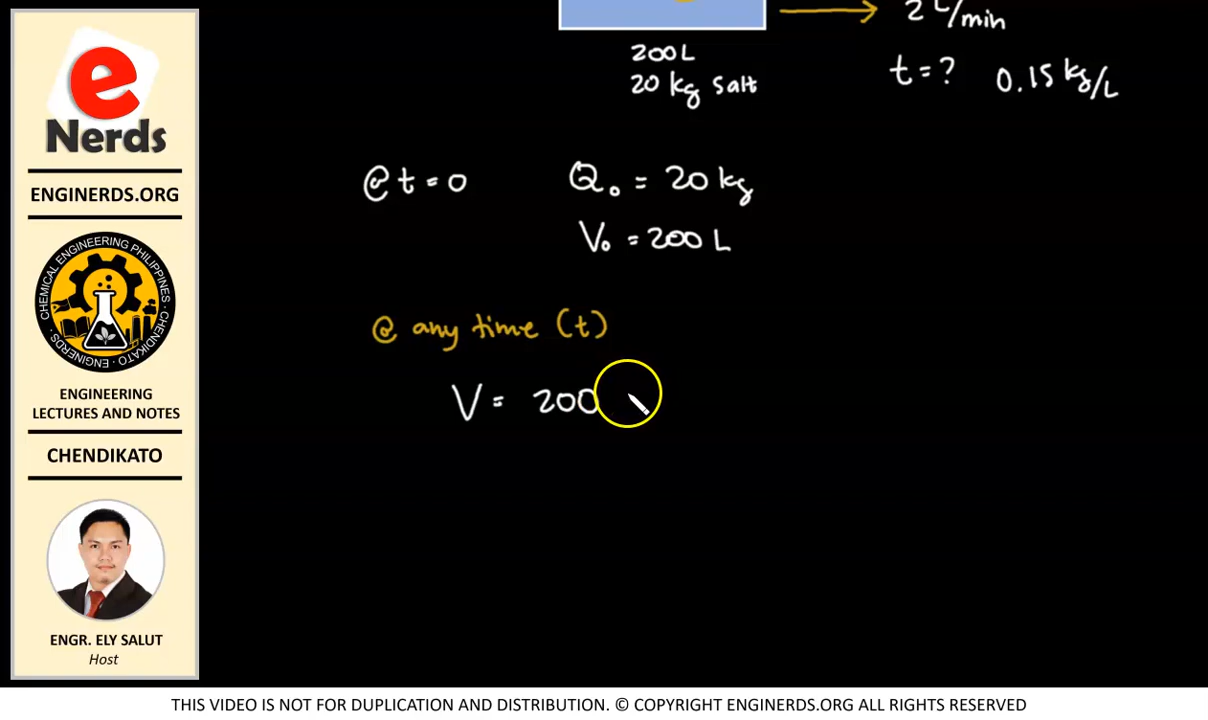 e
Nerds
ENGINERDS.ORG
CHEMICAL ENGINEERING PHILIPPINES
CHENDIKATO ENGINERDS
ENGINEERING
LECTURES AND NOTES
CHENDIKATO
ENGR. ELY SALUT
Host
2 L/min
200 L
20 kg salt
t = ? 0.15 kg/L
@ t = 0 Q₀ = 20 kg
V₀ = 200 L
@ any time (t)
V = 200
THIS VIDEO IS NOT FOR DUPLICATION AND DISTRIBUTION. © COPYRIGHT ENGINERDS.ORG ALL RIGHTS RESERVED